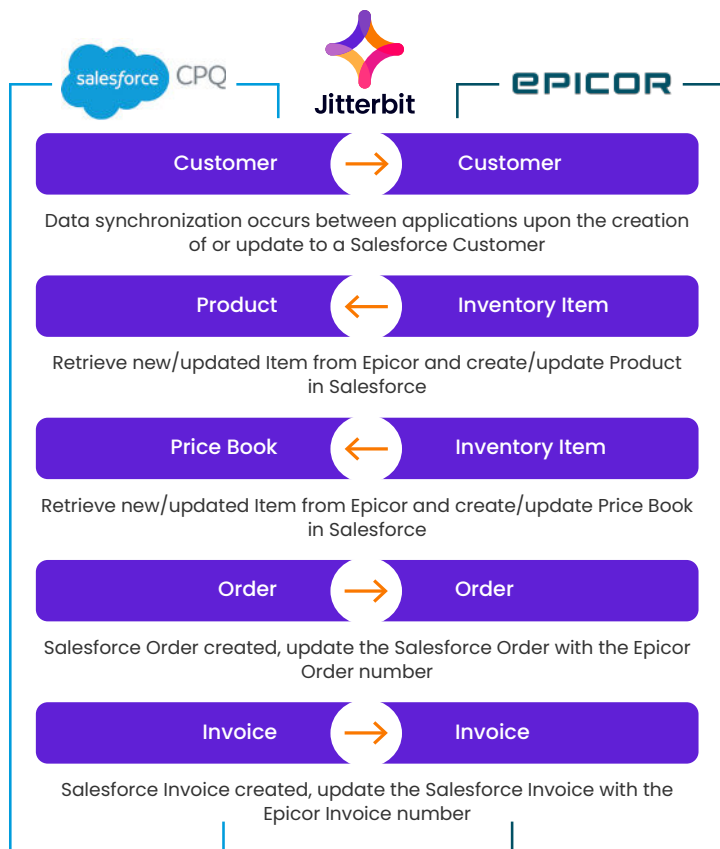 salesforce CPQ
Jitterbit
EPICOR
Customer Customer
Data synchronization occurs between applications upon the creation
of or update to a Salesforce Customer
Product Inventory Item
Retrieve new/updated Item from Epicor and create/update Product
in Salesforce
Price Book Inventory Item
Retrieve new/updated Item from Epicor and create/update Price Book
in Salesforce
Order Order
Salesforce Order created, update the Salesforce Order with the Epicor
Order number
Invoice Invoice
Salesforce Invoice created, update the Salesforce Invoice with the
Epicor Invoice number